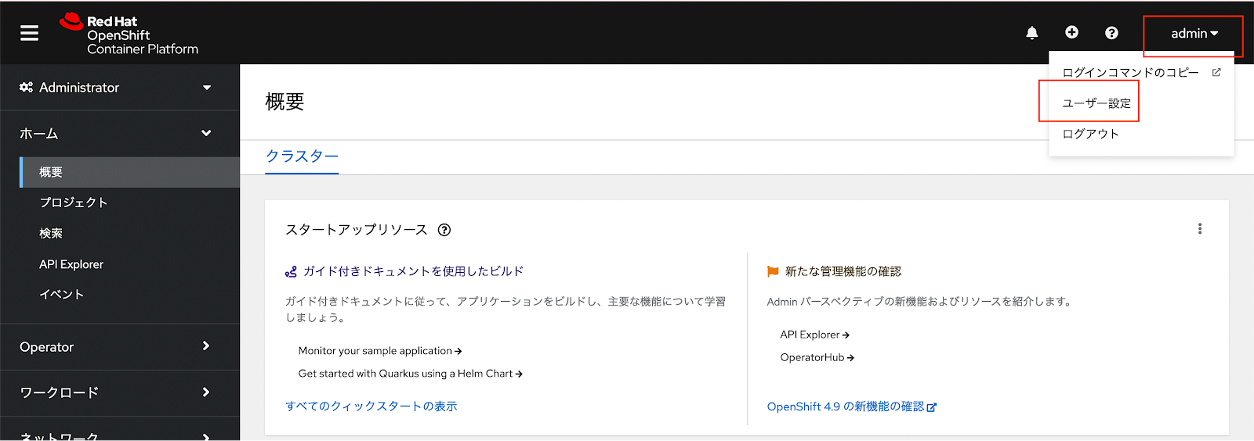 Red Hat
OpenShift
Container Platform
admin
ログインコマンドのコピー
ユーザー設定
ログアウト
Administrator
ホーム
概要
プロジェクト
検索
API Explorer
イベント
Operator
ワークロード
ネットワーク
概要
クラスター
スタートアップリソース
ガイド付きドキュメントを使用したビルド
ガイド付きドキュメントに従って、アプリケーションをビルドし、主要な機能について学習
しましょう。
Monitor your sample application
Get started with Quarkus using a Helm Chart
すべてのクィックスタートの表示
新たな管理機能の確認
Admin パースペクティブの新機能およびリソースを紹介します。
API Explorer
OperatorHub
OpenShift 4.9 の新機能の確認